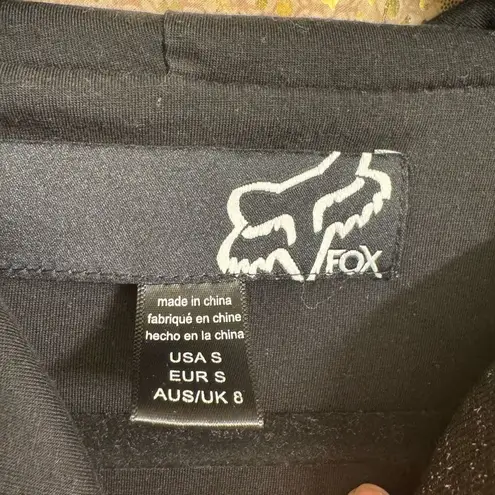 FOX
made in china
fabriqué en chine
hecho en la china
USA S
EUR S
AUS/UK 8